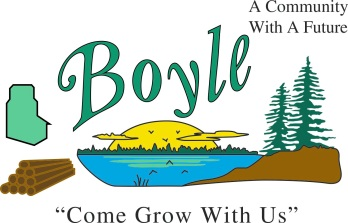 A Community
With A Future
Boyle
“Come Grow With Us”